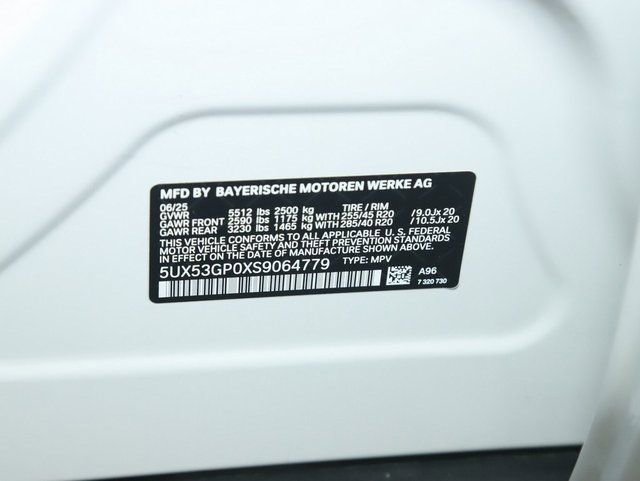 MFD BY BAYERISCHE MOTOREN WERKE AG
06/25
GVWR 5512 lbs 2500 kg TIRE / RIM
GAWR FRONT 2590 lbs 1175 kg WITH 255/45 R20 /9.0Jx 20
GAWR REAR 3230 lbs 1465 kg WITH 285/40 R20 /10.5Jx 20
THIS VEHICLE CONFORMS TO ALL APPLICABLE U. S. FEDERAL
MOTOR VEHICLE SAFETY STANDARDS
IN EFFECT ON THE DATE OF MANUFACTURE SHOWN ABOVE.
5UX53GP0XS9064779 TYPE: MPV
A96
7 320 730